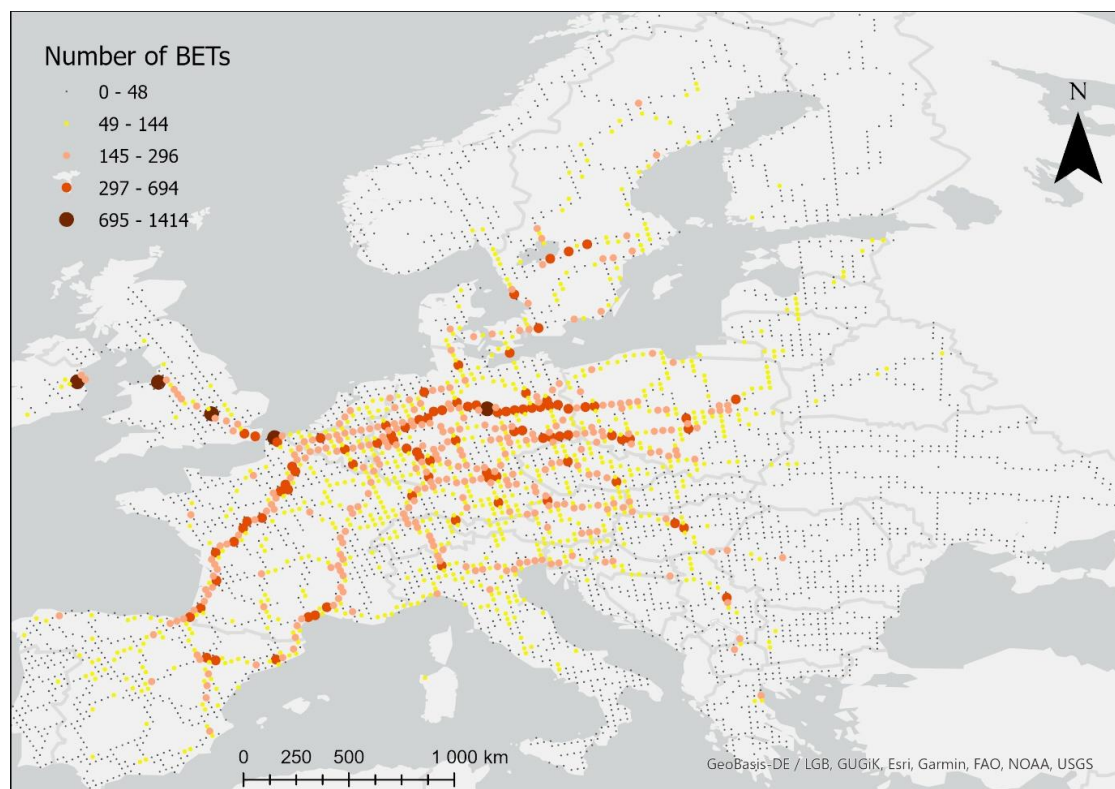 Number of BETs
0 - 48
49 - 144
145 - 296
297 - 694
695 - 1414
N
0 250 500 1 000 km
GeoBasis-DE / LGB, GUGiK, Esri, Garmin, FAO, NOAA, USGS